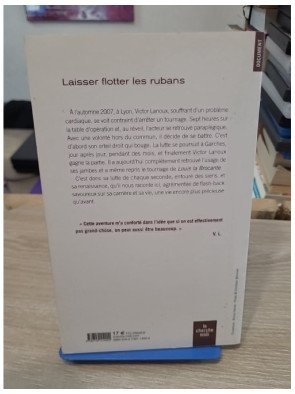 DOCUMENT
Laisser flotter les rubans
À l'automne 2007, à Lyon, Victor Lanoux, souffrant d'un problème
cardiaque, se voit contraint d'arrêter un tournage. Sept heures sur
la table d'opération et, au réveil, l'acteur se retrouve paraplégique.
Avec une volonté hors du commun, il décide de se battre. C'est
d'abord son orteil droit qui bouge. La lutte se poursuit à Garches,
jour après jour, pendant des mois, et finalement Victor Lanoux
gagne la partie. Il a aujourd'hui complètement retrouvé l'usage de
ses jambes et a même repris le tournage de Louis la Brocante.
C'est donc sa lutte de chaque seconde, entouré des siens, et
sa renaissance, qu'il nous raconte ici, agrémentée de flash-back
savoureux sur sa carrière et sa vie, une vie encore plus précieuse
qu'avant.
« Cette aventure m'a conforté dans l'idée que si on est effectivement
pas grand-chose, on peut aussi être beaucoup. »
V. L.
17 €
le
cherche
midi